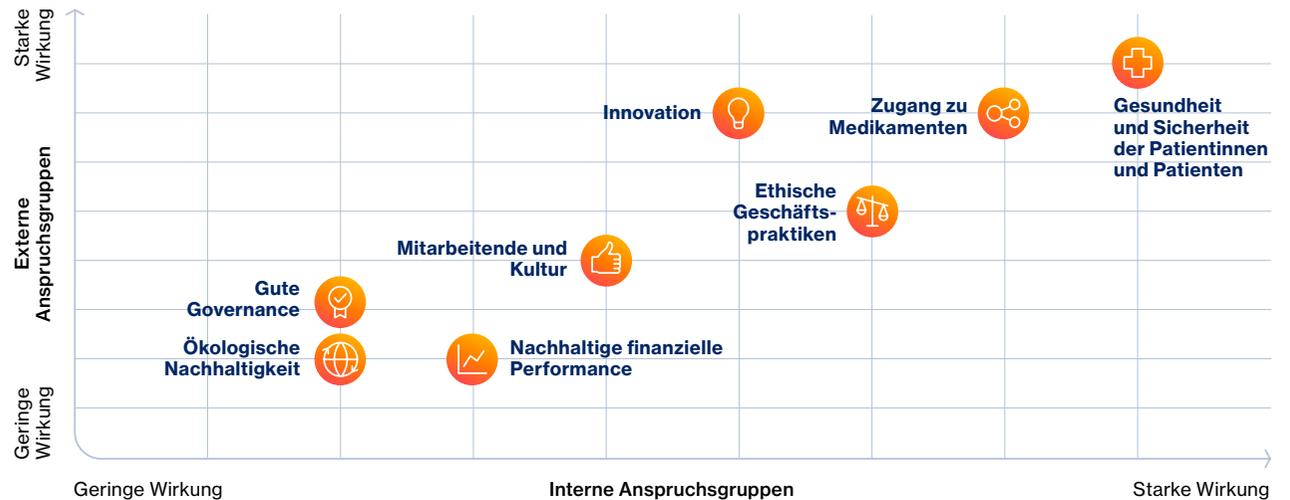 Starke
Wirkung
Externe
Anspruchsgruppen
Geringe
Wirkung
Gesundheit
und Sicherheit
der Patientinnen
und Patienten
Innovation
Zugang zu
Medikamenten
Ethische
Geschäfts-
praktiken
Mitarbeitende und
Kultur
Gute
Governance
Ökologische
Nachhaltigkeit
Nachhaltige finanzielle
Performance
Geringe Wirkung
Interne Anspruchsgruppen
Starke Wirkung